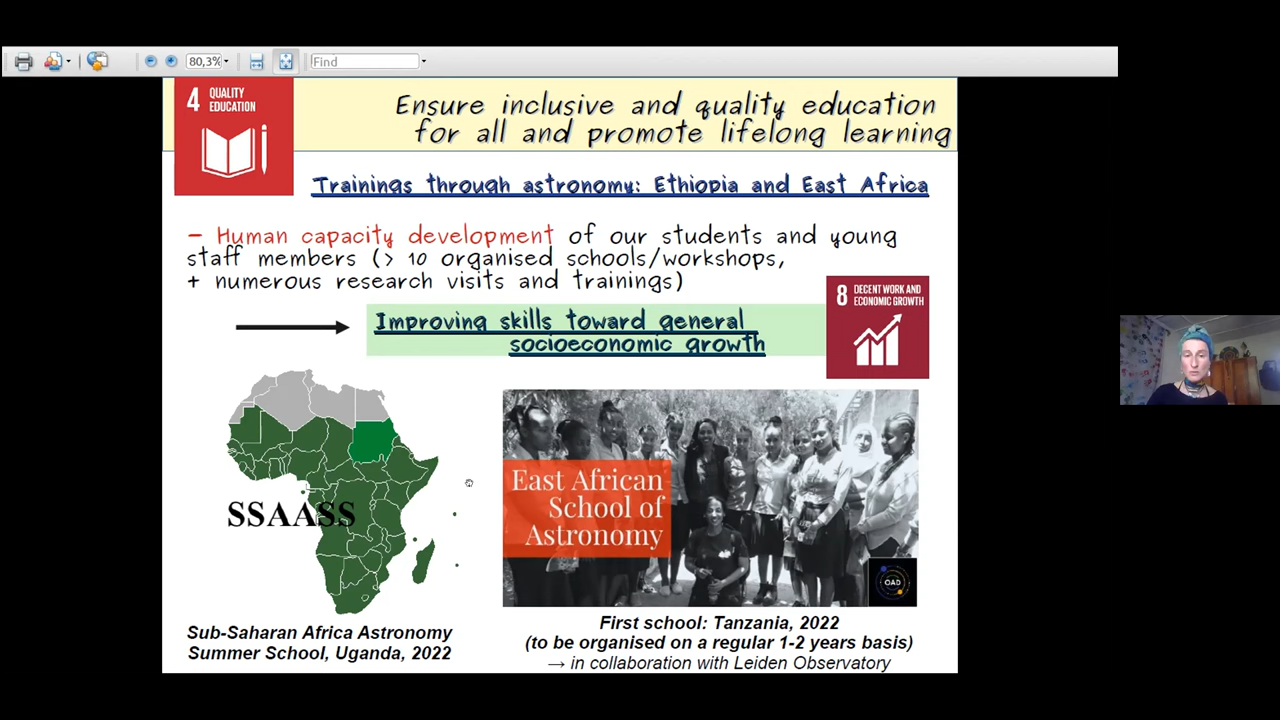 80,3%
Find
4 QUALITY
EDUCATION
Ensure inclusive and quality education
for all and promote lifelong learning
Trainings through astronomy: Ethiopia and East Africa
- Human capacity development of our students and young
staff members (> 10 organised schools/workshops,
+ numerous research visits and trainings)
Improving skills toward general
socioeconomic growth
8 DECENT WORK AND
ECONOMIC GROWTH
SSAASS
East African
School of
Astronomy
OAD
Sub-Saharan Africa Astronomy
Summer School, Uganda, 2022
First school: Tanzania, 2022
(to be organised on a regular 1-2 years basis)
→ in collaboration with Leiden Observatory